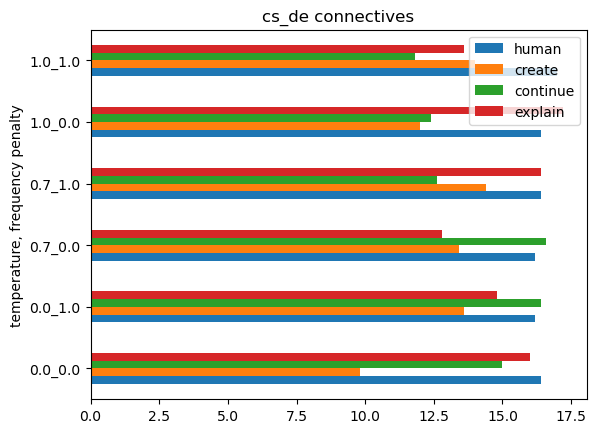 cs_de connectives
human
create
continue
explain
temperature, frequency penalty
1.0_1.0
1.0_0.0
0.7_1.0
0.7_0.0
0.0_1.0
0.0_0.0
0.0 2.5 5.0 7.5 10.0 12.5 15.0 17.5